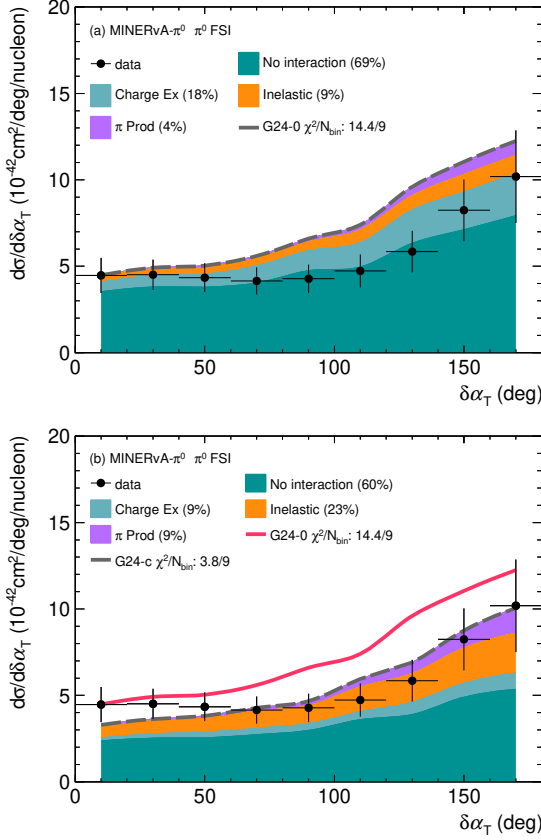 20
(a) MINERvA-π⁰ π⁰ FSI
data
No interaction (69%)
Charge Ex (18%)
Inelastic (9%)
π Prod (4%)
G24-0 χ²/N_bin: 14.4/9
15
10
5
0
dσ/dδα_T (10⁻⁴²cm²/deg/nucleon)
0 50 100 150
δα_T (deg)
20
(b) MINERvA-π⁰ π⁰ FSI
data
No interaction (60%)
Charge Ex (9%)
Inelastic (23%)
π Prod (9%)
G24-0 χ²/N_bin: 14.4/9
G24-c χ²/N_bin: 3.8/9
15
10
5
0
dσ/dδα_T (10⁻⁴²cm²/deg/nucleon)
0 50 100 150
δα_T (deg)